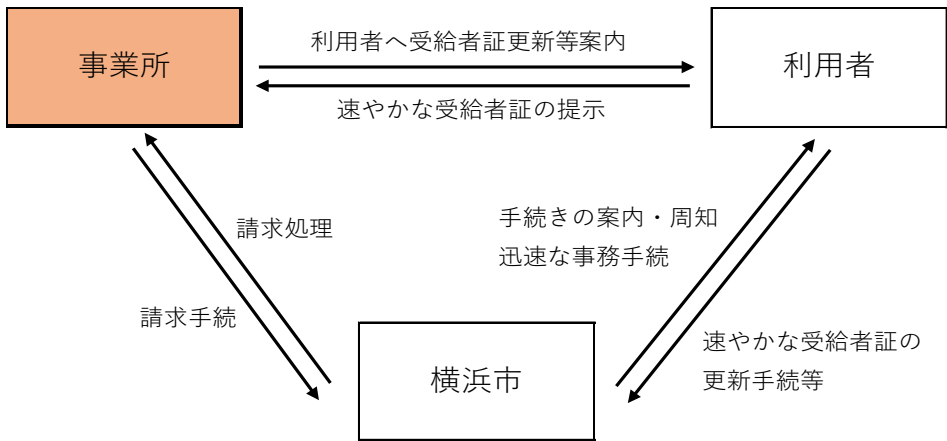 事業所
利用者へ受給者証更新等案内
利用者
速やかな受給者証の提示
請求処理
手続きの案内・周知
迅速な事務手続
請求手続
横浜市
速やかな受給者証の
更新手続等